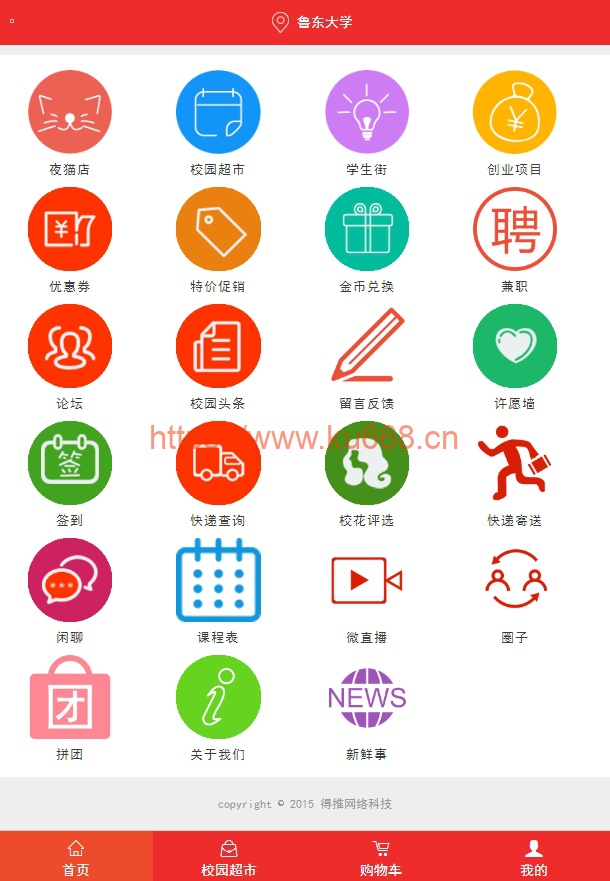 鲁东大学
夜猫店 校园超市 学生街 创业项目
¥ ¥
聘
优惠券 特价促销 金币兑换 兼职
论坛 校园头条 留言反馈 许愿墙
http://www.ku668.cn
签
签到 快递查询 校花评选 快递寄送
闲聊 课程表 微直播 圈子
团 i NEWS
拼团 关于我们 新鲜事
copyright © 2015 得推网络科技
首页 校园超市 购物车 我的